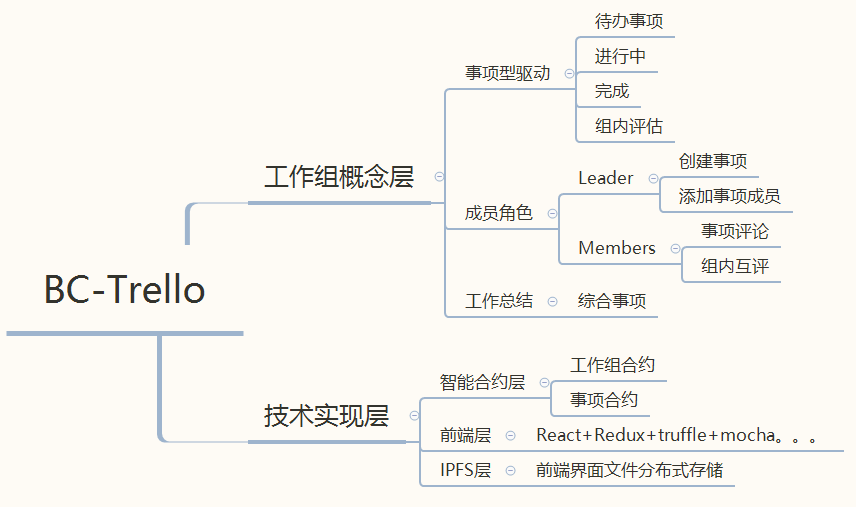 BC-Trello
工作组概念层
事项型驱动
待办事项
进行中
完成
组内评估
成员角色
Leader
创建事项
添加事项成员
Members
事项评论
组内互评
工作总结
综合事项
技术实现层
智能合约层
工作组合约
事项合约
前端层
React+Redux+truffle+mocha。。。
IPFS层
前端界面文件分布式存储